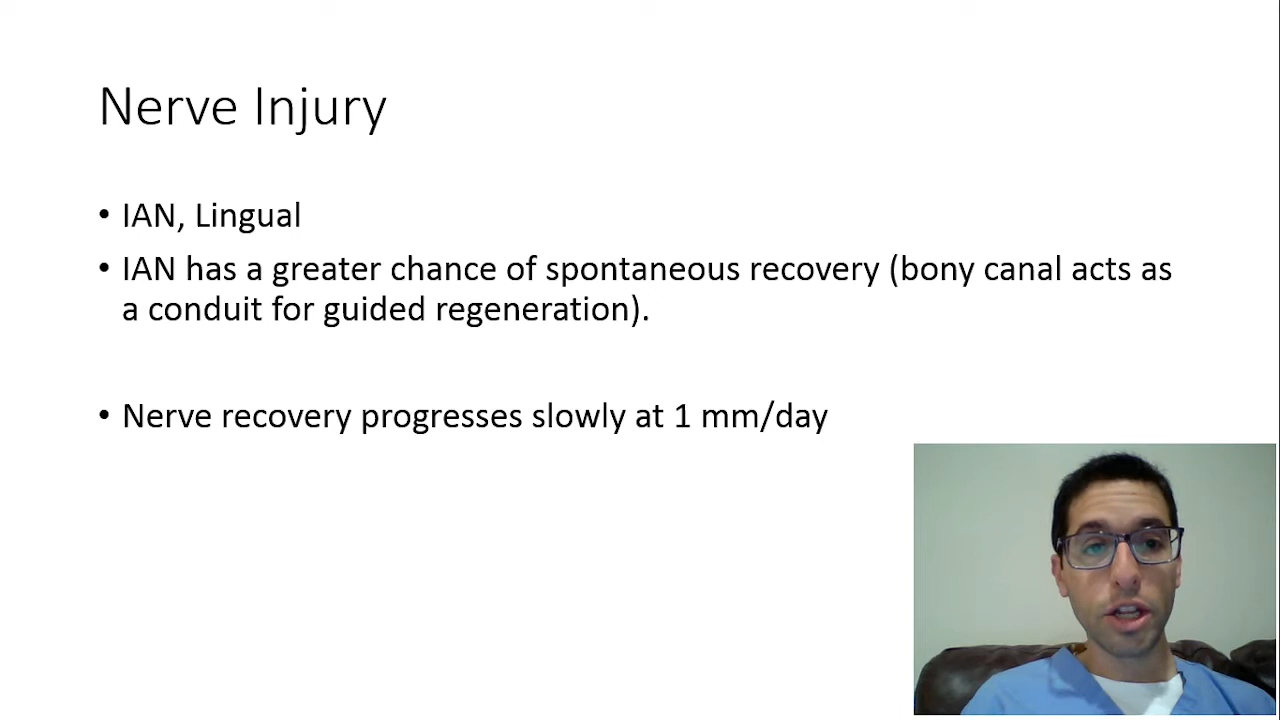 Nerve Injury
• IAN, Lingual
• IAN has a greater chance of spontaneous recovery (bony canal acts as
a conduit for guided regeneration).
• Nerve recovery progresses slowly at 1 mm/day